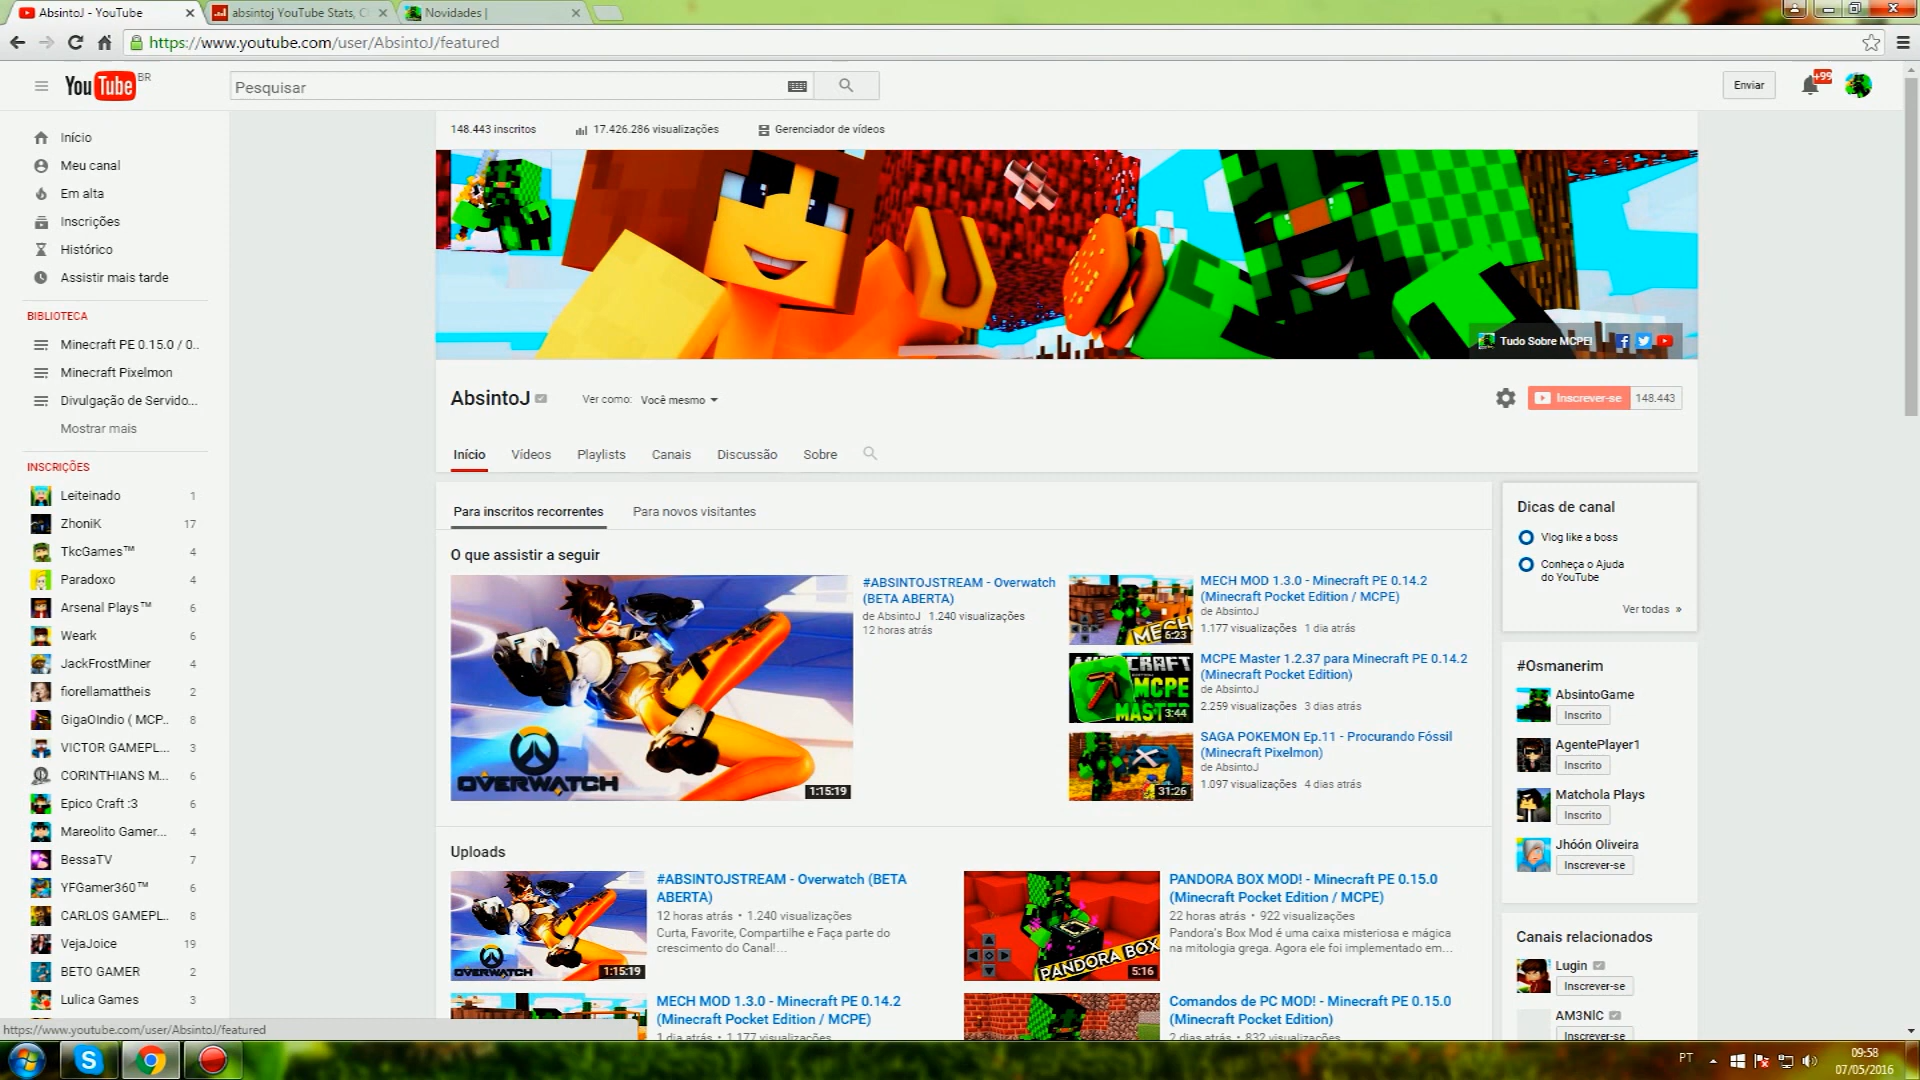 AbsintoJ - YouTube
absintoj YouTube Stats, C
Novidades |
https://www.youtube.com/user/AbsintoJ/featured
YouTube BR
Pesquisar
Enviar
+99
Início
Meu canal
Em alta
Inscrições
Histórico
Assistir mais tarde
BIBLIOTECA
Minecraft PE 0.15.0 / 0..
Minecraft Pixelmon
Divulgação de Servido...
Mostrar mais
INSCRIÇÕES
Leiteinado 1
ZhoniK 17
TkcGames™ 4
Paradoxo 4
Arsenal Plays™ 6
Weark 6
JackFrostMiner 4
fiorellamattheis 2
GigaOIndio ( MCP.. 8
VICTOR GAMEPL... 3
CORINTHIANS M... 6
Epico Craft :3 6
Mareolito Gamer... 4
BessaTV 7
YFGamer360™ 6
CARLOS GAMEPL.. 8
VejaJoice 19
BETO GAMER 2
Lulica Games 3
https://www.youtube.com/user/AbsintoJ/featured
148.443 inscritos
17.426.286 visualizações
Gerenciador de vídeos
Tudo Sobre MCPE!
AbsintoJ
Ver como: Você mesmo
Inscrever-se 148.443
Início
Vídeos
Playlists
Canais
Discussão
Sobre
Para inscritos recorrentes
Para novos visitantes
O que assistir a seguir
OVERWATCH
1:15:19
#ABSINTOJSTREAM - Overwatch
(BETA ABERTA)
de AbsintoJ 1.240 visualizações
12 horas atrás
MECH
6:23
MECH MOD 1.3.0 - Minecraft PE 0.14.2
(Minecraft Pocket Edition / MCPE)
de AbsintoJ
1.177 visualizações 1 dia atrás
MCPE
MASTER
3:44
MCPE Master 1.2.37 para Minecraft PE 0.14.2
(Minecraft Pocket Edition)
de AbsintoJ
2.259 visualizações 3 dias atrás
31:26
SAGA POKEMON Ep.11 - Procurando Fóssil
(Minecraft Pixelmon)
de AbsintoJ
1.097 visualizações 4 dias atrás
Uploads
OVERWATCH
1:15:19
#ABSINTOJSTREAM - Overwatch (BETA
ABERTA)
12 horas atrás • 1.240 visualizações
Curta, Favorite, Compartilhe e Faça parte do
crescimento do Canal!...
PANDORA BOX
5:16
PANDORA BOX MOD! - Minecraft PE 0.15.0
(Minecraft Pocket Edition / MCPE)
22 horas atrás • 922 visualizações
Pandora's Box Mod é uma caixa misteriosa e mágica
na mitologia grega. Agora ele foi implementado em...
MECH MOD 1.3.0 - Minecraft PE 0.14.2
(Minecraft Pocket Edition / MCPE)
1 dia atrás • 1.177 visualizações
Comandos de PC MOD! - Minecraft PE 0.15.0
(Minecraft Pocket Edition)
2 dias atrás • 832 visualizações
Dicas de canal
Vlog like a boss
Conheça o Ajuda
do YouTube
Ver todas »
#Osmanerim
AbsintoGame
Inscrito
AgentePlayer1
Inscrito
Matchola Plays
Inscrito
Jhóón Oliveira
Inscrever-se
Canais relacionados
Lugin
Inscrever-se
AM3NlC
Inscrever-se
PT
09:58
07/05/2016